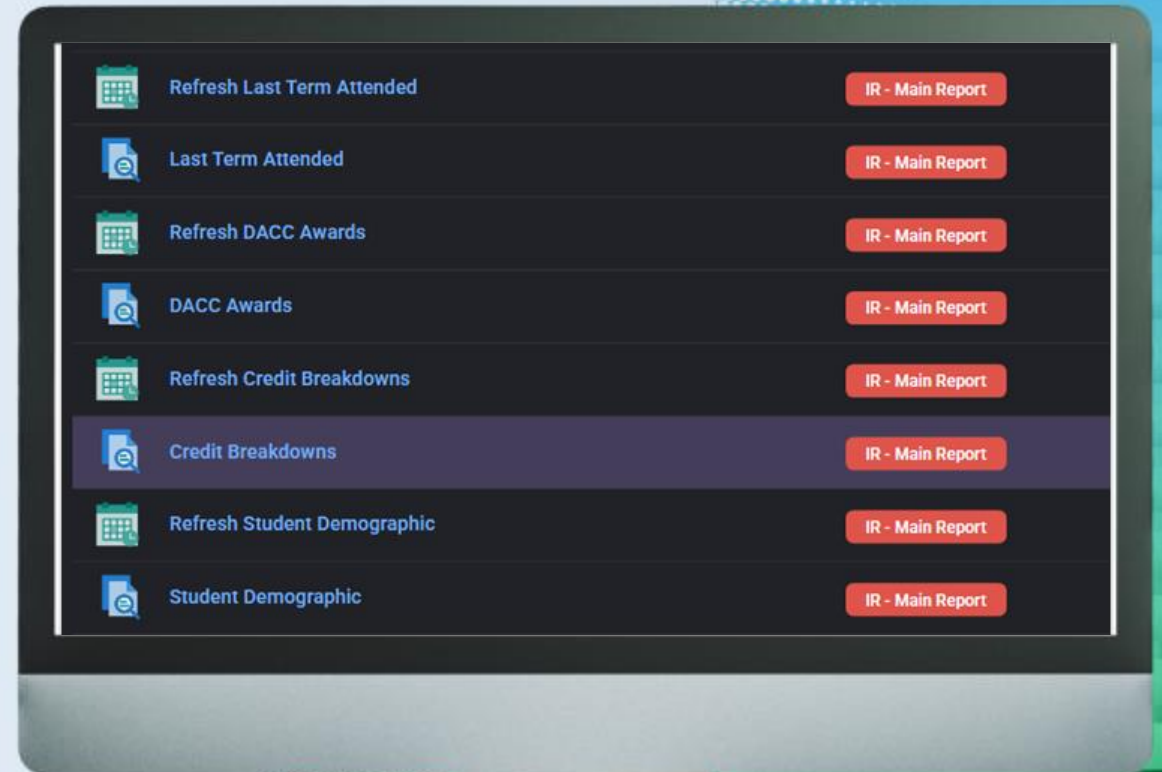 Refresh Last Term Attended IR - Main Report
Last Term Attended IR - Main Report
Refresh DACC Awards IR - Main Report
DACC Awards IR - Main Report
Refresh Credit Breakdowns IR - Main Report
Credit Breakdowns IR - Main Report
Refresh Student Demographic IR - Main Report
Student Demographic IR - Main Report